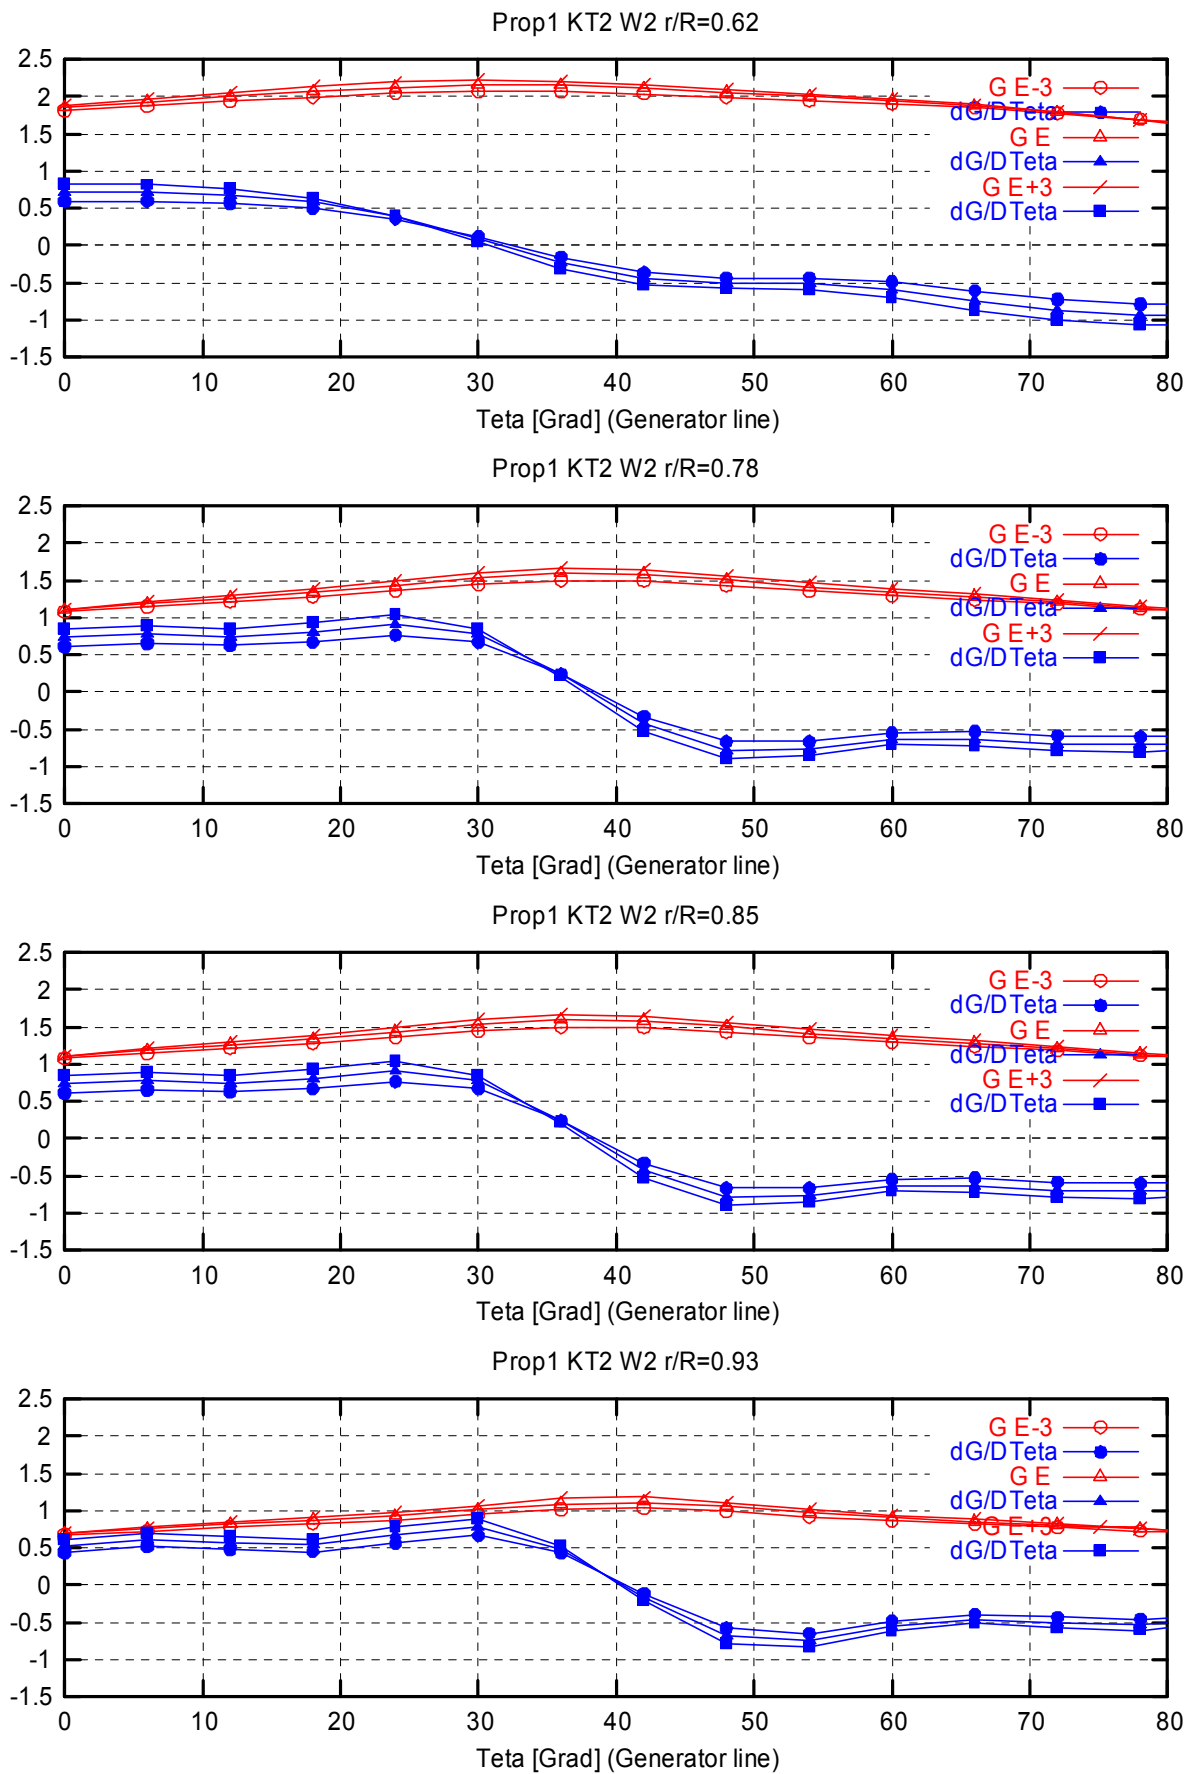 Prop1 KT2 W2 r/R=0.62
2.5
2
1.5
1
0.5
0
-0.5
-1
-1.5
G E-3
dG/DTeta
G E
dG/DTeta
G E+3
dG/DTeta
0 10 20 30 40 50 60 70 80
Teta [Grad] (Generator line)
Prop1 KT2 W2 r/R=0.78
2.5
2
1.5
1
0.5
0
-0.5
-1
-1.5
G E-3
dG/DTeta
G E
dG/DTeta
G E+3
dG/DTeta
0 10 20 30 40 50 60 70 80
Teta [Grad] (Generator line)
Prop1 KT2 W2 r/R=0.85
2.5
2
1.5
1
0.5
0
-0.5
-1
-1.5
G E-3
dG/DTeta
G E
dG/DTeta
G E+3
dG/DTeta
0 10 20 30 40 50 60 70 80
Teta [Grad] (Generator line)
Prop1 KT2 W2 r/R=0.93
2.5
2
1.5
1
0.5
0
-0.5
-1
-1.5
G E-3
dG/DTeta
G E
dG/DTeta
G E+3
dG/DTeta
0 10 20 30 40 50 60 70 80
Teta [Grad] (Generator line)